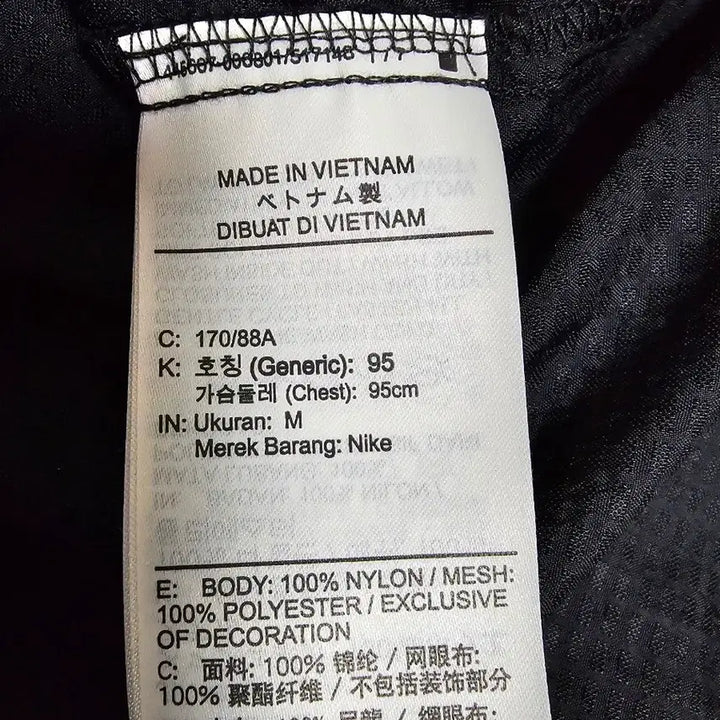 MADE IN VIETNAM
ベトナム製
DIBUAT DI VIETNAM
C: 170/88A
K: 호칭 (Generic): 95
가슴둘레 (Chest): 95cm
IN: Ukuran: M
Merek Barang: Nike
E: BODY: 100% NYLON / MESH:
100% POLYESTER / EXCLUSIVE
OF DECORATION
C: 面料: 100% 锦纶 / 网眼布:
100% 聚酯纤维 / 不包括装饰部分